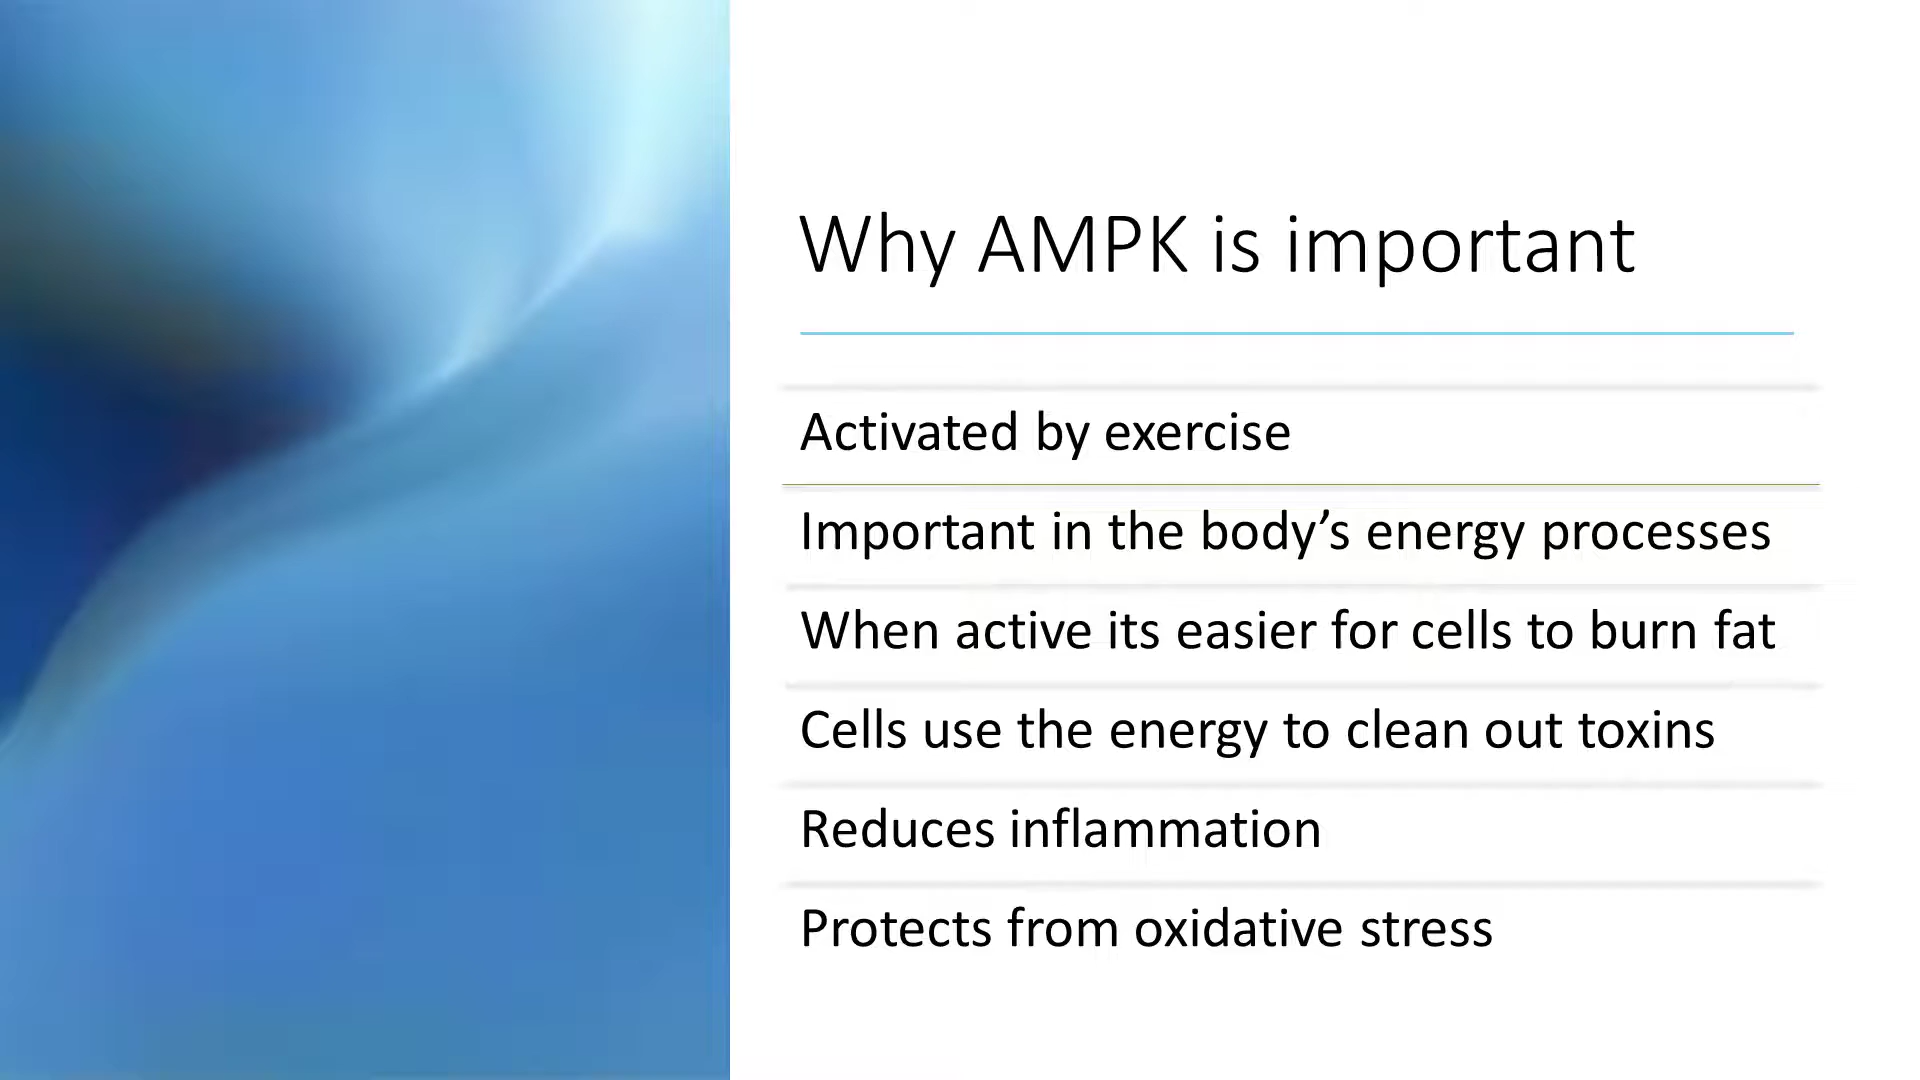 Why AMPK is important
Activated by exercise
Important in the body’s energy processes
When active its easier for cells to burn fat
Cells use the energy to clean out toxins
Reduces inflammation
Protects from oxidative stress